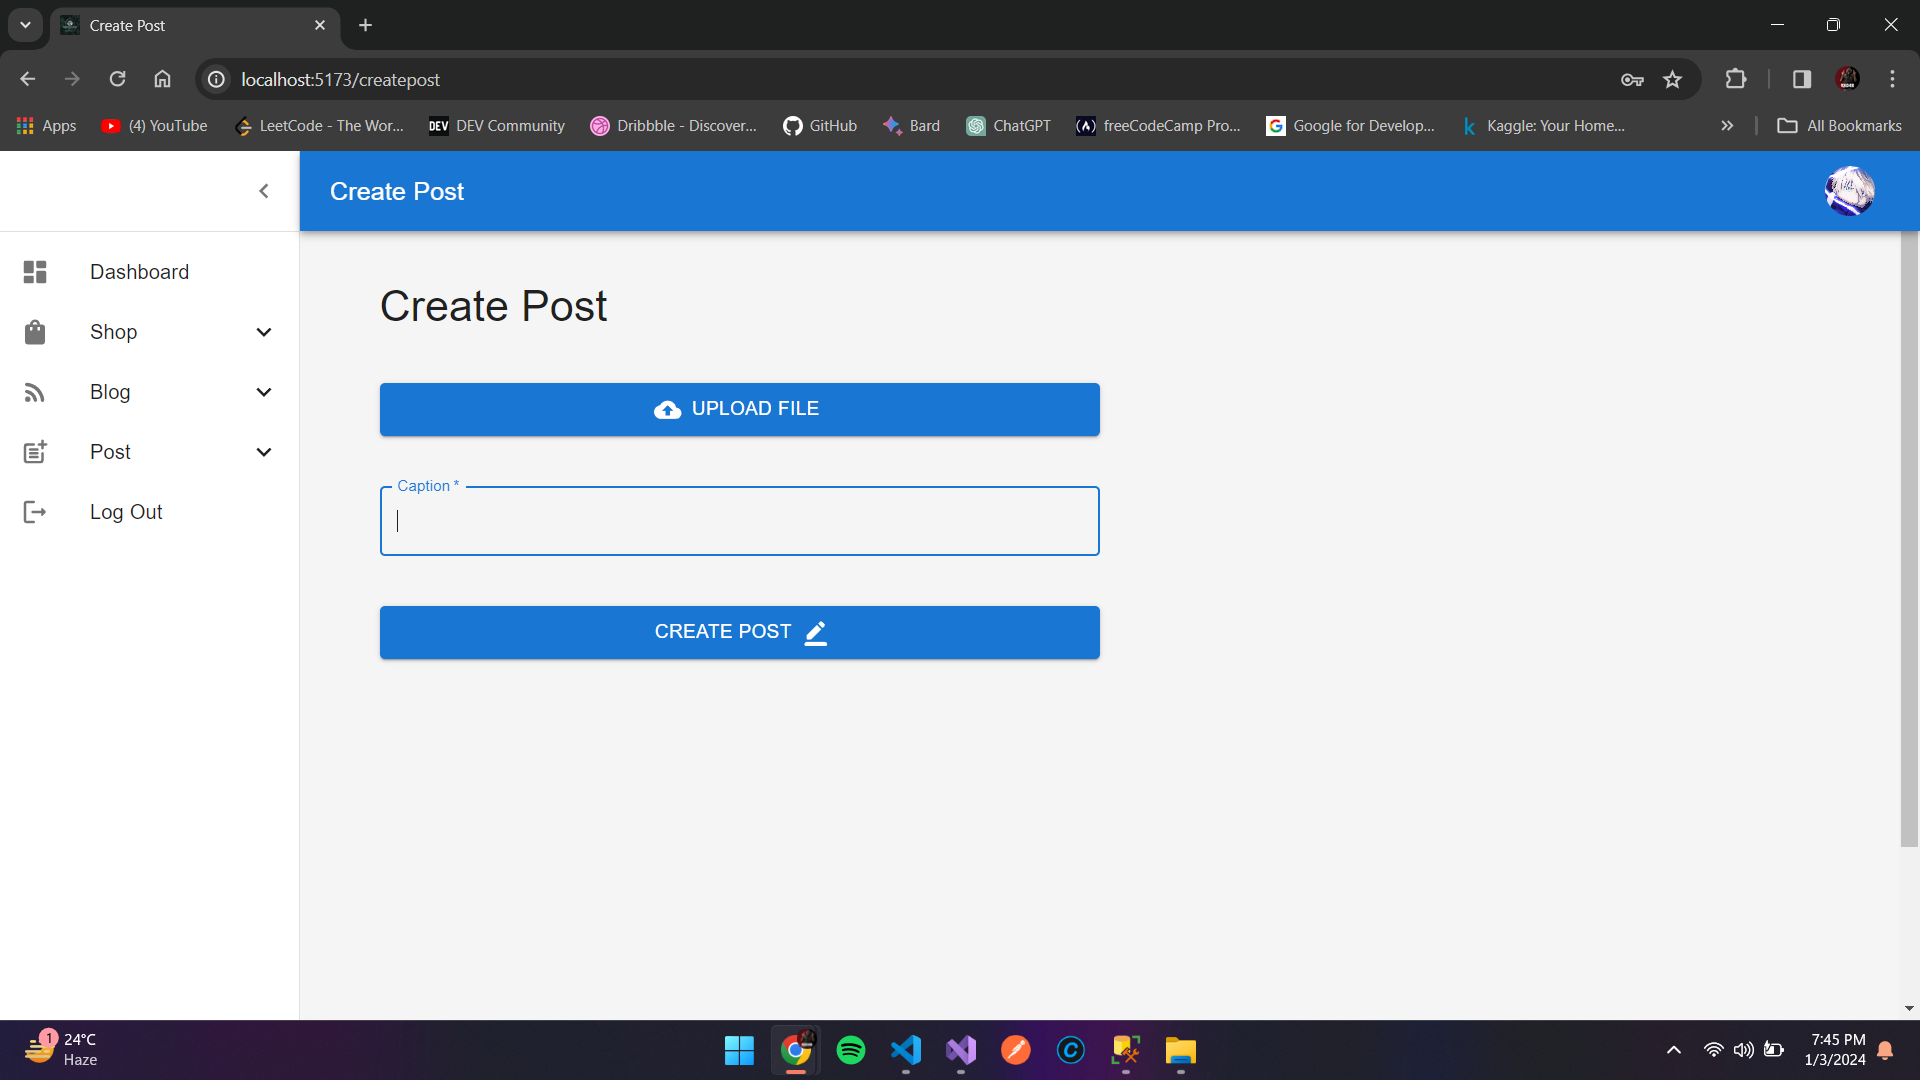 Create Post
localhost:5173/createpost
Apps
(4) YouTube
LeetCode - The Wor...
DEV
DEV Community
Dribbble - Discover...
GitHub
Bard
ChatGPT
freeCodeCamp Pro...
Google for Develop...
Kaggle: Your Home...
All Bookmarks
Create Post
Dashboard
Shop
Blog
Post
Log Out
Create Post
UPLOAD FILE
Caption *
CREATE POST
1
24°C
Haze
7:45 PM
1/3/2024